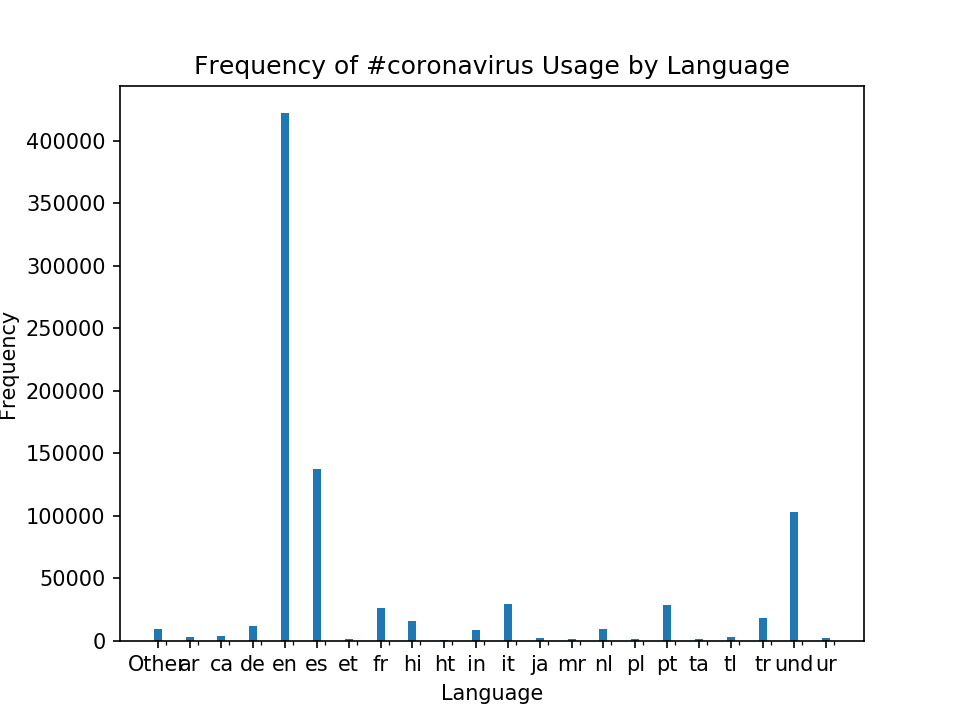 Frequency of #coronavirus Usage by Language
Frequency
400000
350000
300000
250000
200000
150000
100000
50000
0
Other ar ca de en es et fr hi ht in it ja mr nl pl pt ta tl tr und ur
Language